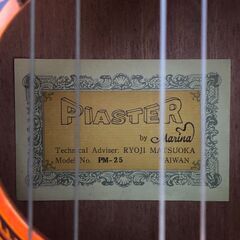 PIASTER
by Marina
Technical Adviser: RYOJI MATSUOKA
Model No. PM-25 TAIWAN